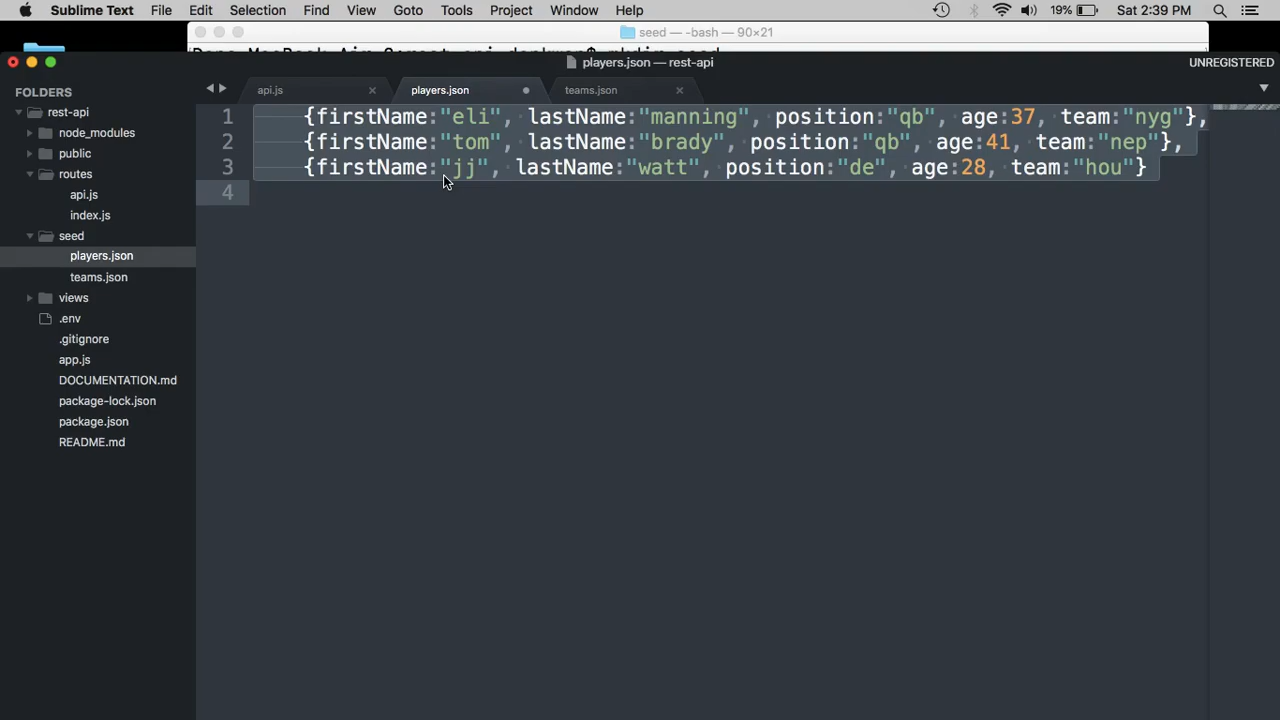 Sublime Text File Edit Selection Find View Goto Tools Project Window Help 19% Sat 2:39 PM
seed — -bash — 90×21
players.json — rest-api UNREGISTERED
FOLDERS
rest-api
node_modules
public
routes
api.js
index.js
seed
players.json
teams.json
views
.env
.gitignore
app.js
DOCUMENTATION.md
package-lock.json
package.json
README.md
api.js players.json teams.json
1 {firstName:"eli", lastName:"manning", position:"qb", age:37, team:"nyg"},
2 {firstName:"tom", lastName:"brady", position:"qb", age:41, team:"nep"},
3 {firstName:"jj", lastName:"watt", position:"de", age:28, team:"hou"}
4